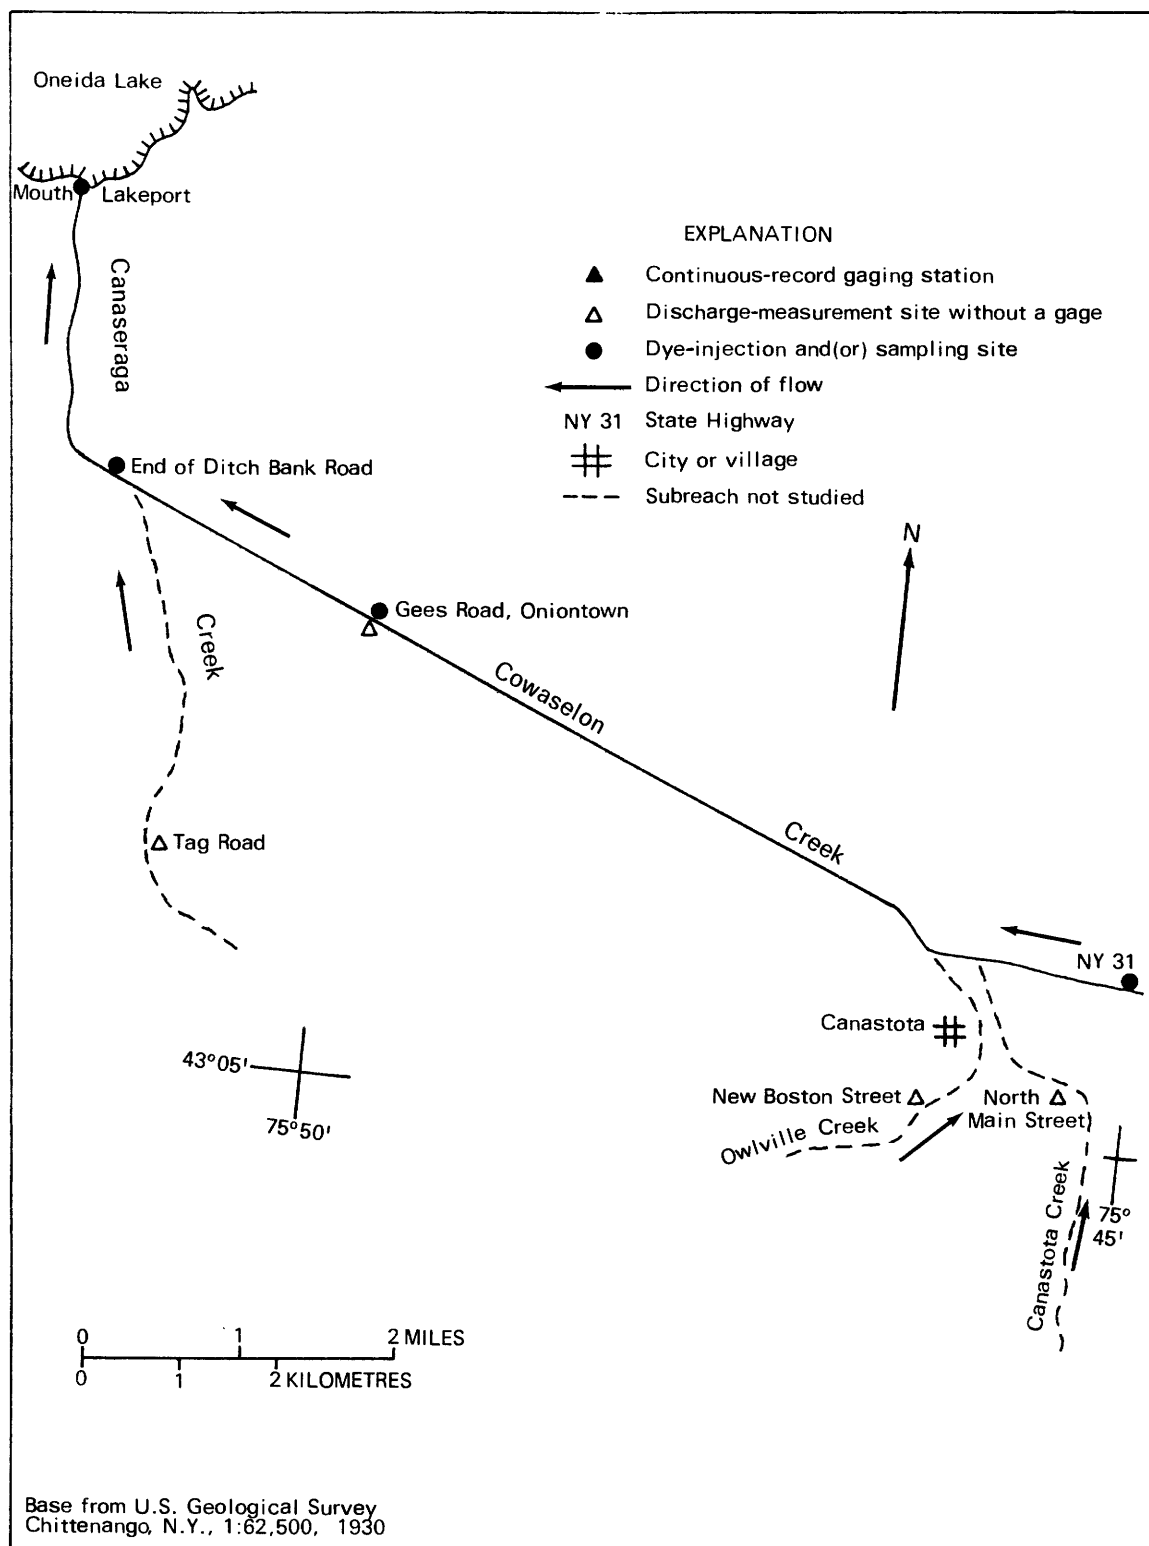 Oneida Lake
Mouth
Lakeport
Canaseraga
EXPLANATION
Continuous-record gaging station
Discharge-measurement site without a gage
Dye-injection and(or) sampling site
Direction of flow
NY 31 State Highway
City or village
Subreach not studied
End of Ditch Bank Road
N
Gees Road, Oniontown
Creek
Cowaselon
Creek
Tag Road
NY 31
Canastota
43°05'
75°50'
New Boston Street
North
Main Street
Owlville Creek
Canastota Creek
75°
45'
0 1 2 MILES
0 1 2 KILOMETRES
Base from U.S. Geological Survey
Chittenango, N.Y., 1:62,500, 1930